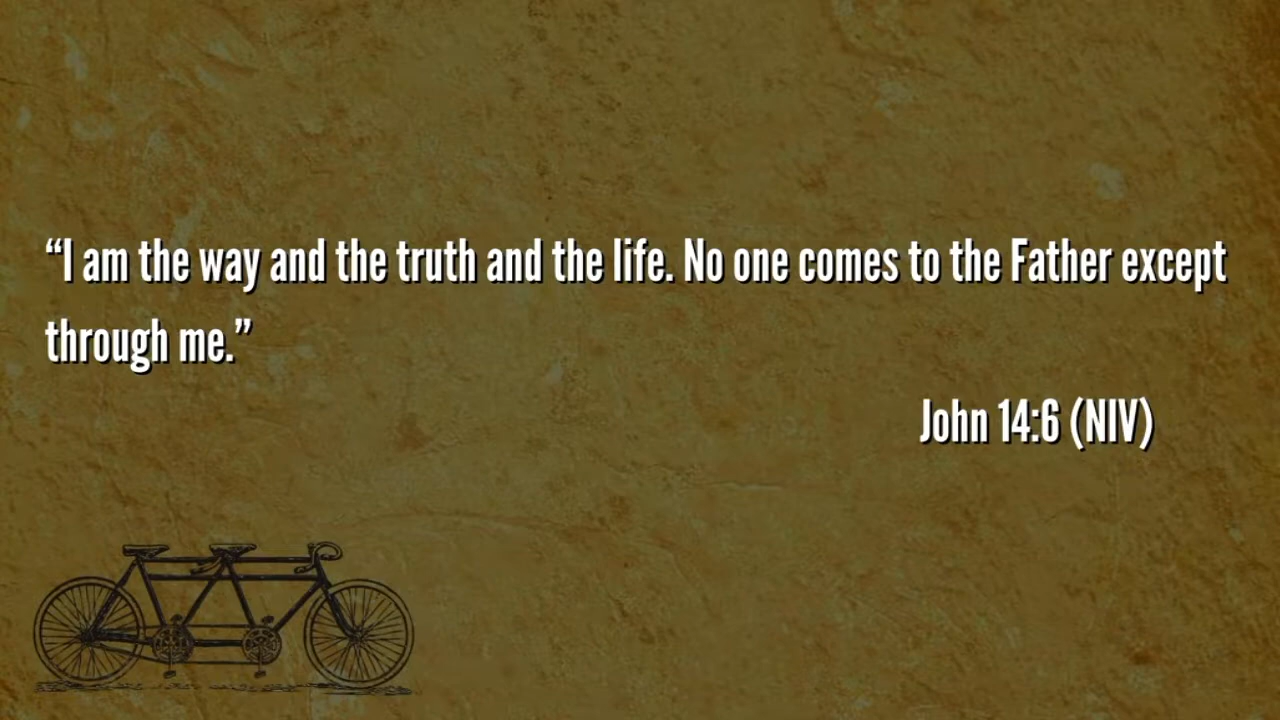 “I am the way and the truth and the life. No one comes to the Father except
through me.”
John 14:6 (NIV)